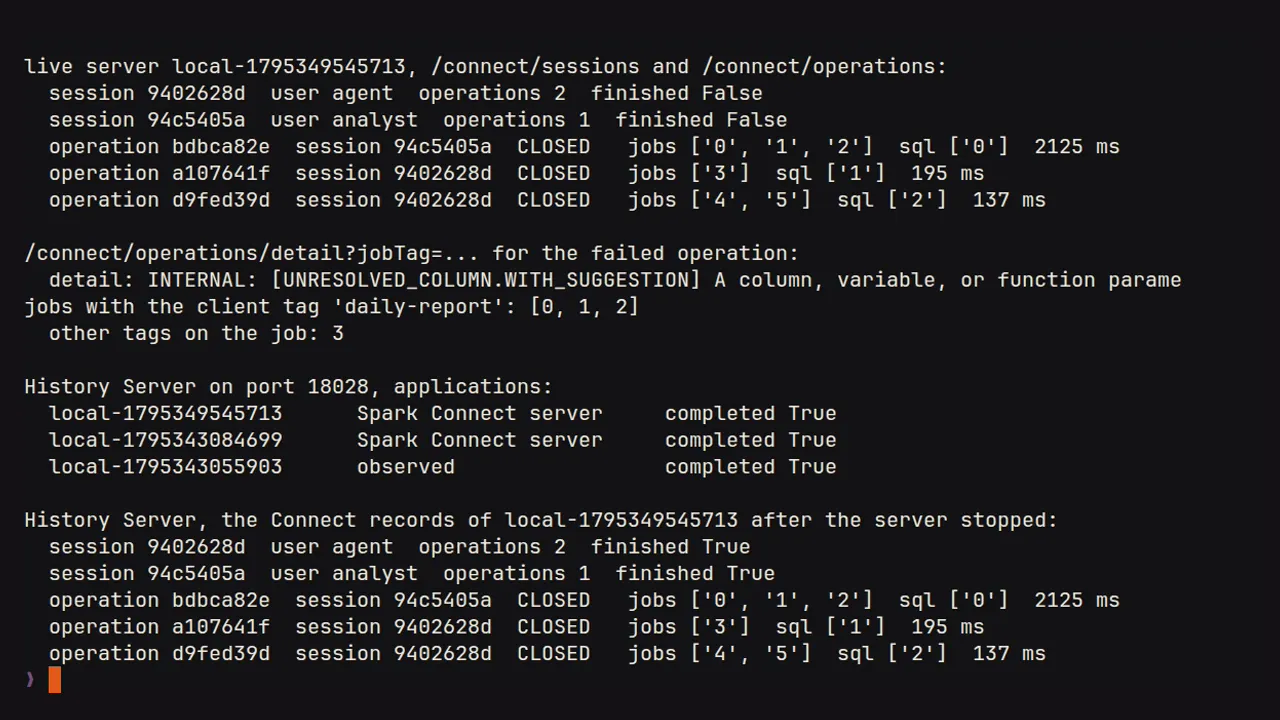 live server local-1795349545713, /connect/sessions and /connect/operations:
  session 9402628d  user agent  operations 2  finished False
  session 94c5405a  user analyst  operations 1  finished False
  operation bdbca82e  session 94c5405a  CLOSED   jobs ['0', '1', '2']  sql ['0']  2125 ms
  operation a107641f  session 9402628d  CLOSED   jobs ['3']  sql ['1']  195 ms
  operation d9fed39d  session 9402628d  CLOSED   jobs ['4', '5']  sql ['2']  137 ms
/connect/operations/detail?jobTag=... for the failed operation:
  detail: INTERNAL: [UNRESOLVED_COLUMN.WITH_SUGGESTION] A column, variable, or function parame
jobs with the client tag 'daily-report': [0, 1, 2]
  other tags on the job: 3
History Server on port 18028, applications:
  local-1795349545713      Spark Connect server     completed True
  local-1795343084699      Spark Connect server     completed True
  local-1795343055903      observed                 completed True
History Server, the Connect records of local-1795349545713 after the server stopped:
  session 9402628d  user agent  operations 2  finished True
  session 94c5405a  user analyst  operations 1  finished True
  operation bdbca82e  session 94c5405a  CLOSED   jobs ['0', '1', '2']  sql ['0']  2125 ms
  operation a107641f  session 9402628d  CLOSED   jobs ['3']  sql ['1']  195 ms
  operation d9fed39d  session 9402628d  CLOSED   jobs ['4', '5']  sql ['2']  137 ms
❯